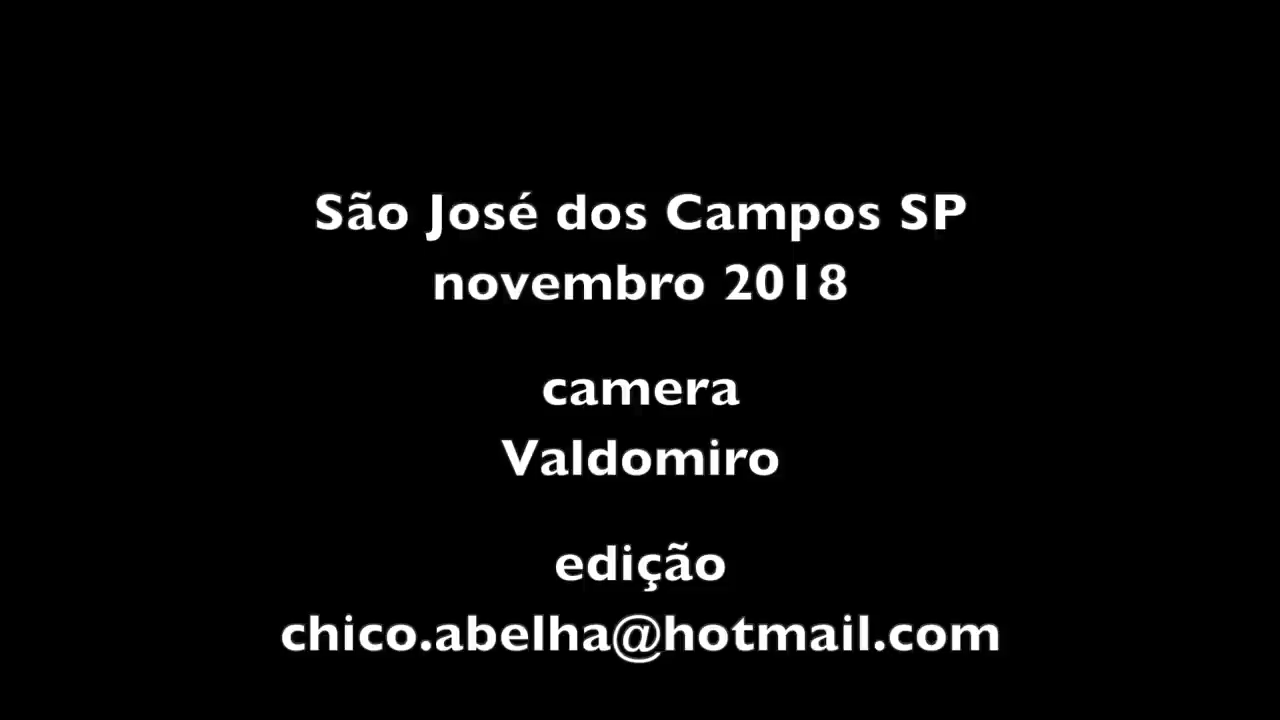 São José dos Campos SP
novembro 2018
camera
Valdomiro
edição
chico.abelha@hotmail.com